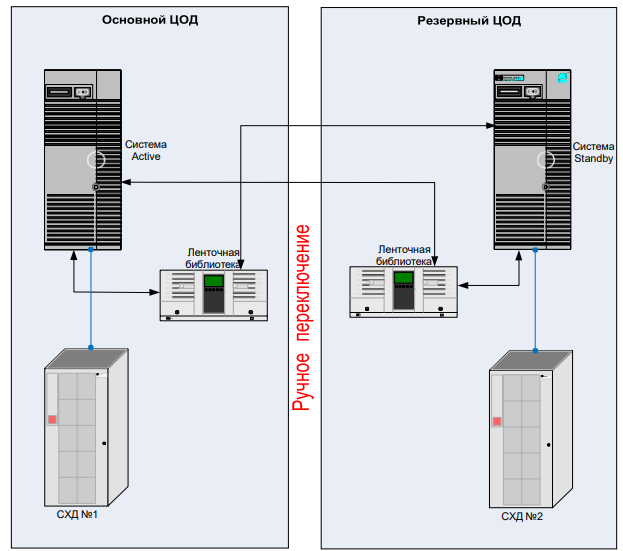 Основной ЦОД
Резервный ЦОД
Система
Active
Система
Standby
Ленточная
библиотека
Ленточная
библиотека
Ручное переключение
СХД №1
СХД №2